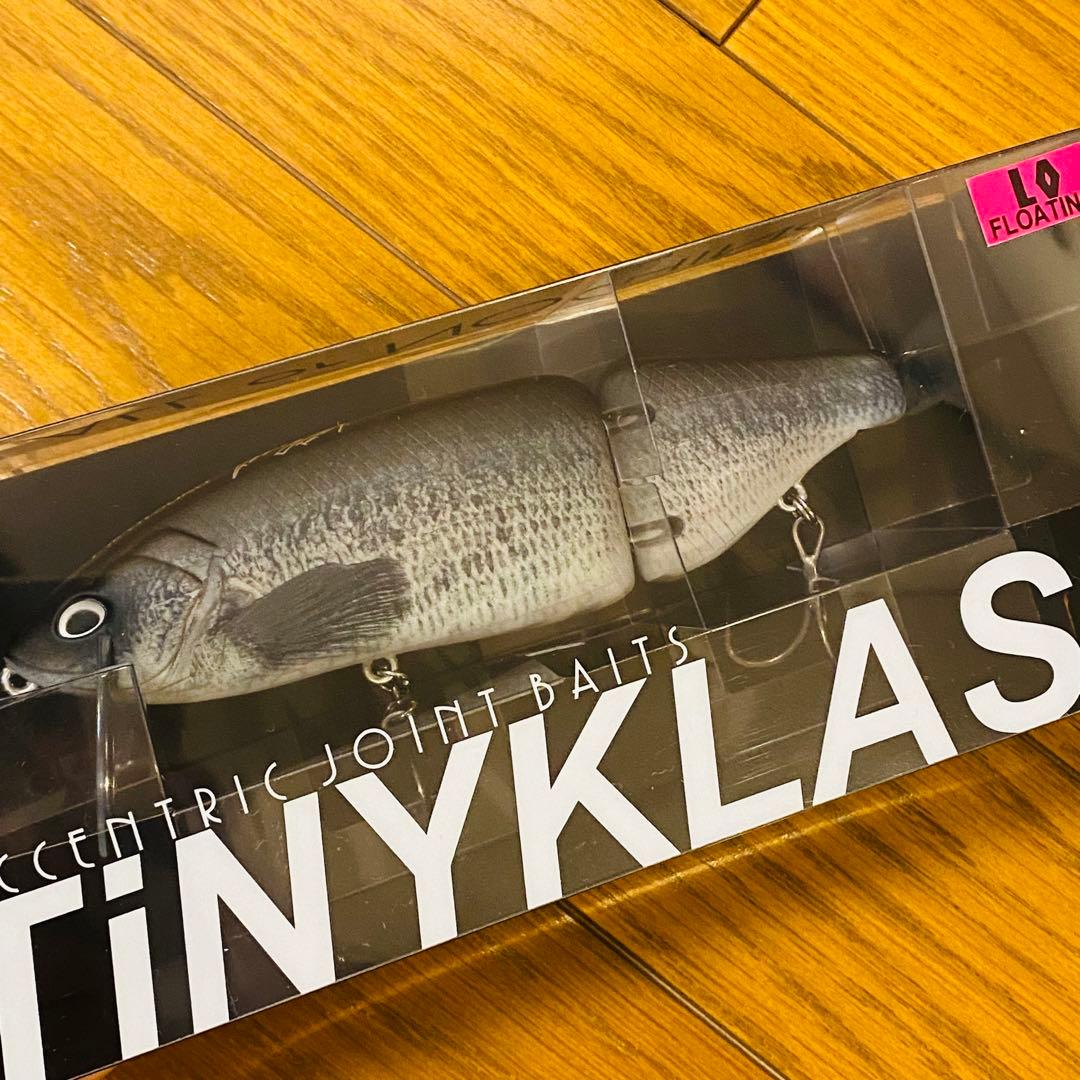 LO
FLOATIN
CCENTRIC JOINT BAITS
TiNYKLAS